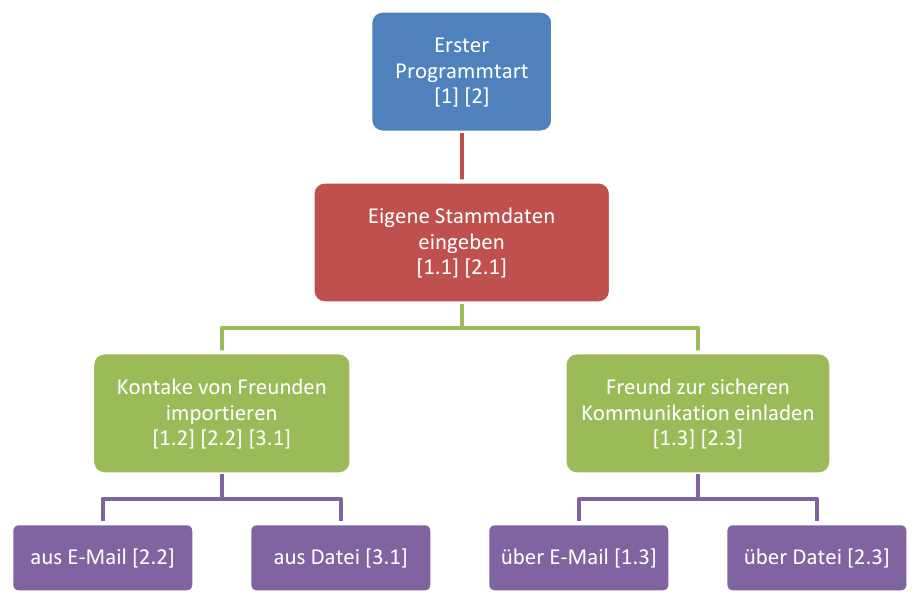 Erster
Programmtart
[1] [2]
Eigene Stammdaten
eingeben
[1.1] [2.1]
Kontake von Freunden
importieren
[1.2] [2.2] [3.1]
Freund zur sicheren
Kommunikation einladen
[1.3] [2.3]
aus E-Mail [2.2]
aus Datei [3.1]
über E-Mail [1.3]
über Datei [2.3]